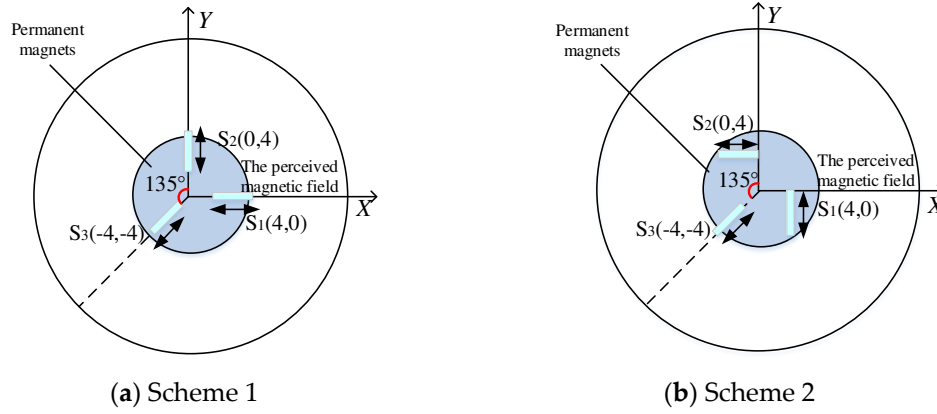 Permanent
magnets
Y
S2(0,4)
The perceived
magnetic field
135°
X
S1(4,0)
S3(-4,-4)
(a) Scheme 1
Permanent
magnets
Y
S2(0,4)
The perceived
magnetic field
135°
X
S1(4,0)
S3(-4,-4)
(b) Scheme 2